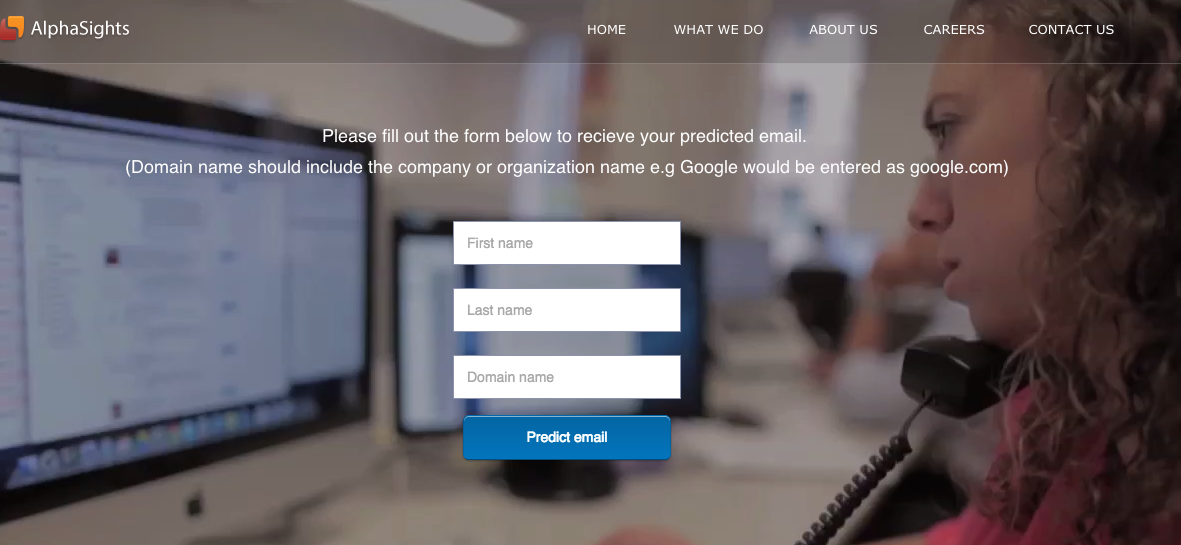 AlphaSights
HOME WHAT WE DO ABOUT US CAREERS CONTACT US
Please fill out the form below to recieve your predicted email.
(Domain name should include the company or organization name e.g Google would be entered as google.com)
First name
Last name
Domain name
Predict email